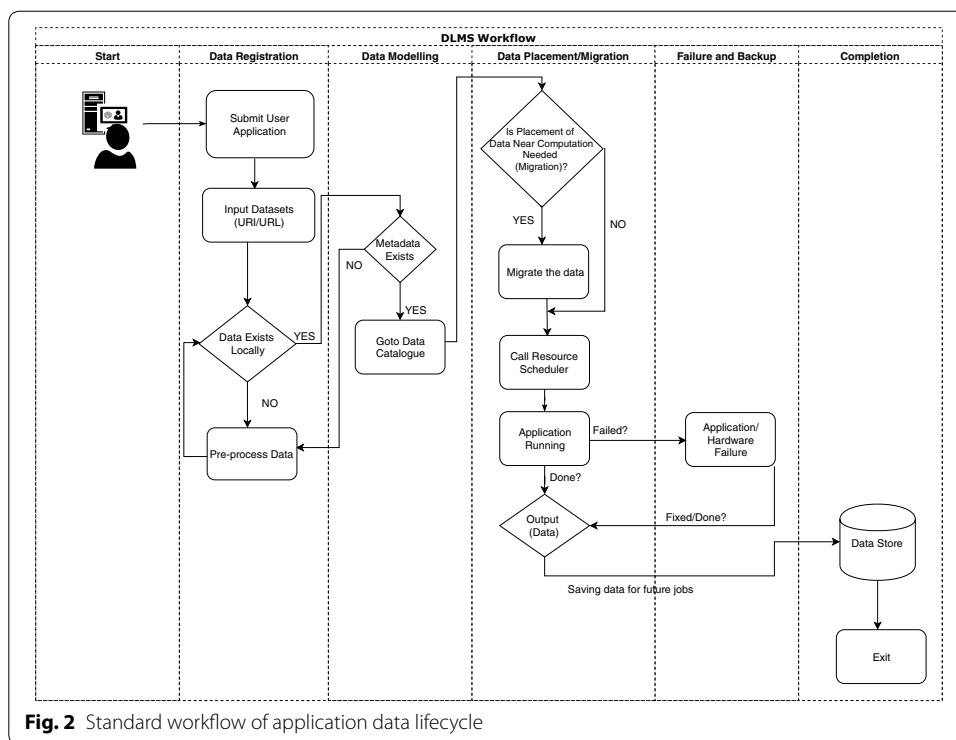 DLMS Workflow
Start
Data Registration
Data Modelling
Data Placement/Migration
Failure and Backup
Completion
Submit User
Application
Input Datasets
(URI/URL)
Data Exists
Locally
YES
NO
Pre-process Data
Metadata
Exists
NO
YES
Goto Data
Catalogue
Is Placement of
Data Near Computation
Needed
(Migration)?
YES
NO
Migrate the data
Call Resource
Scheduler
Application
Running
Failed?
Done?
Application/
Hardware
Failure
Fixed/Done?
Output
(Data)
Saving data for future jobs
Data Store
Exit
Fig. 2 Standard workflow of application data lifecycle